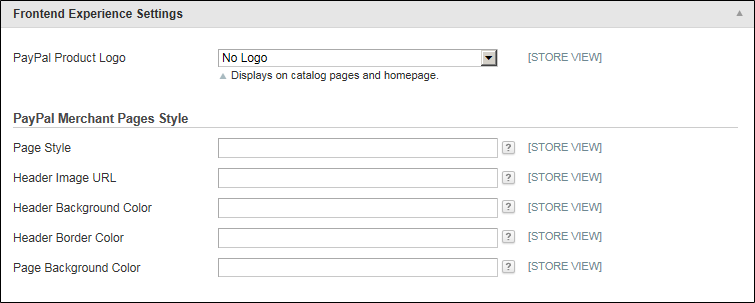 Frontend Experience Settings
PayPal Product Logo No Logo [STORE VIEW]
Displays on catalog pages and homepage.
PayPal Merchant Pages Style
Page Style ? [STORE VIEW]
Header Image URL ? [STORE VIEW]
Header Background Color ? [STORE VIEW]
Header Border Color ? [STORE VIEW]
Page Background Color ? [STORE VIEW]